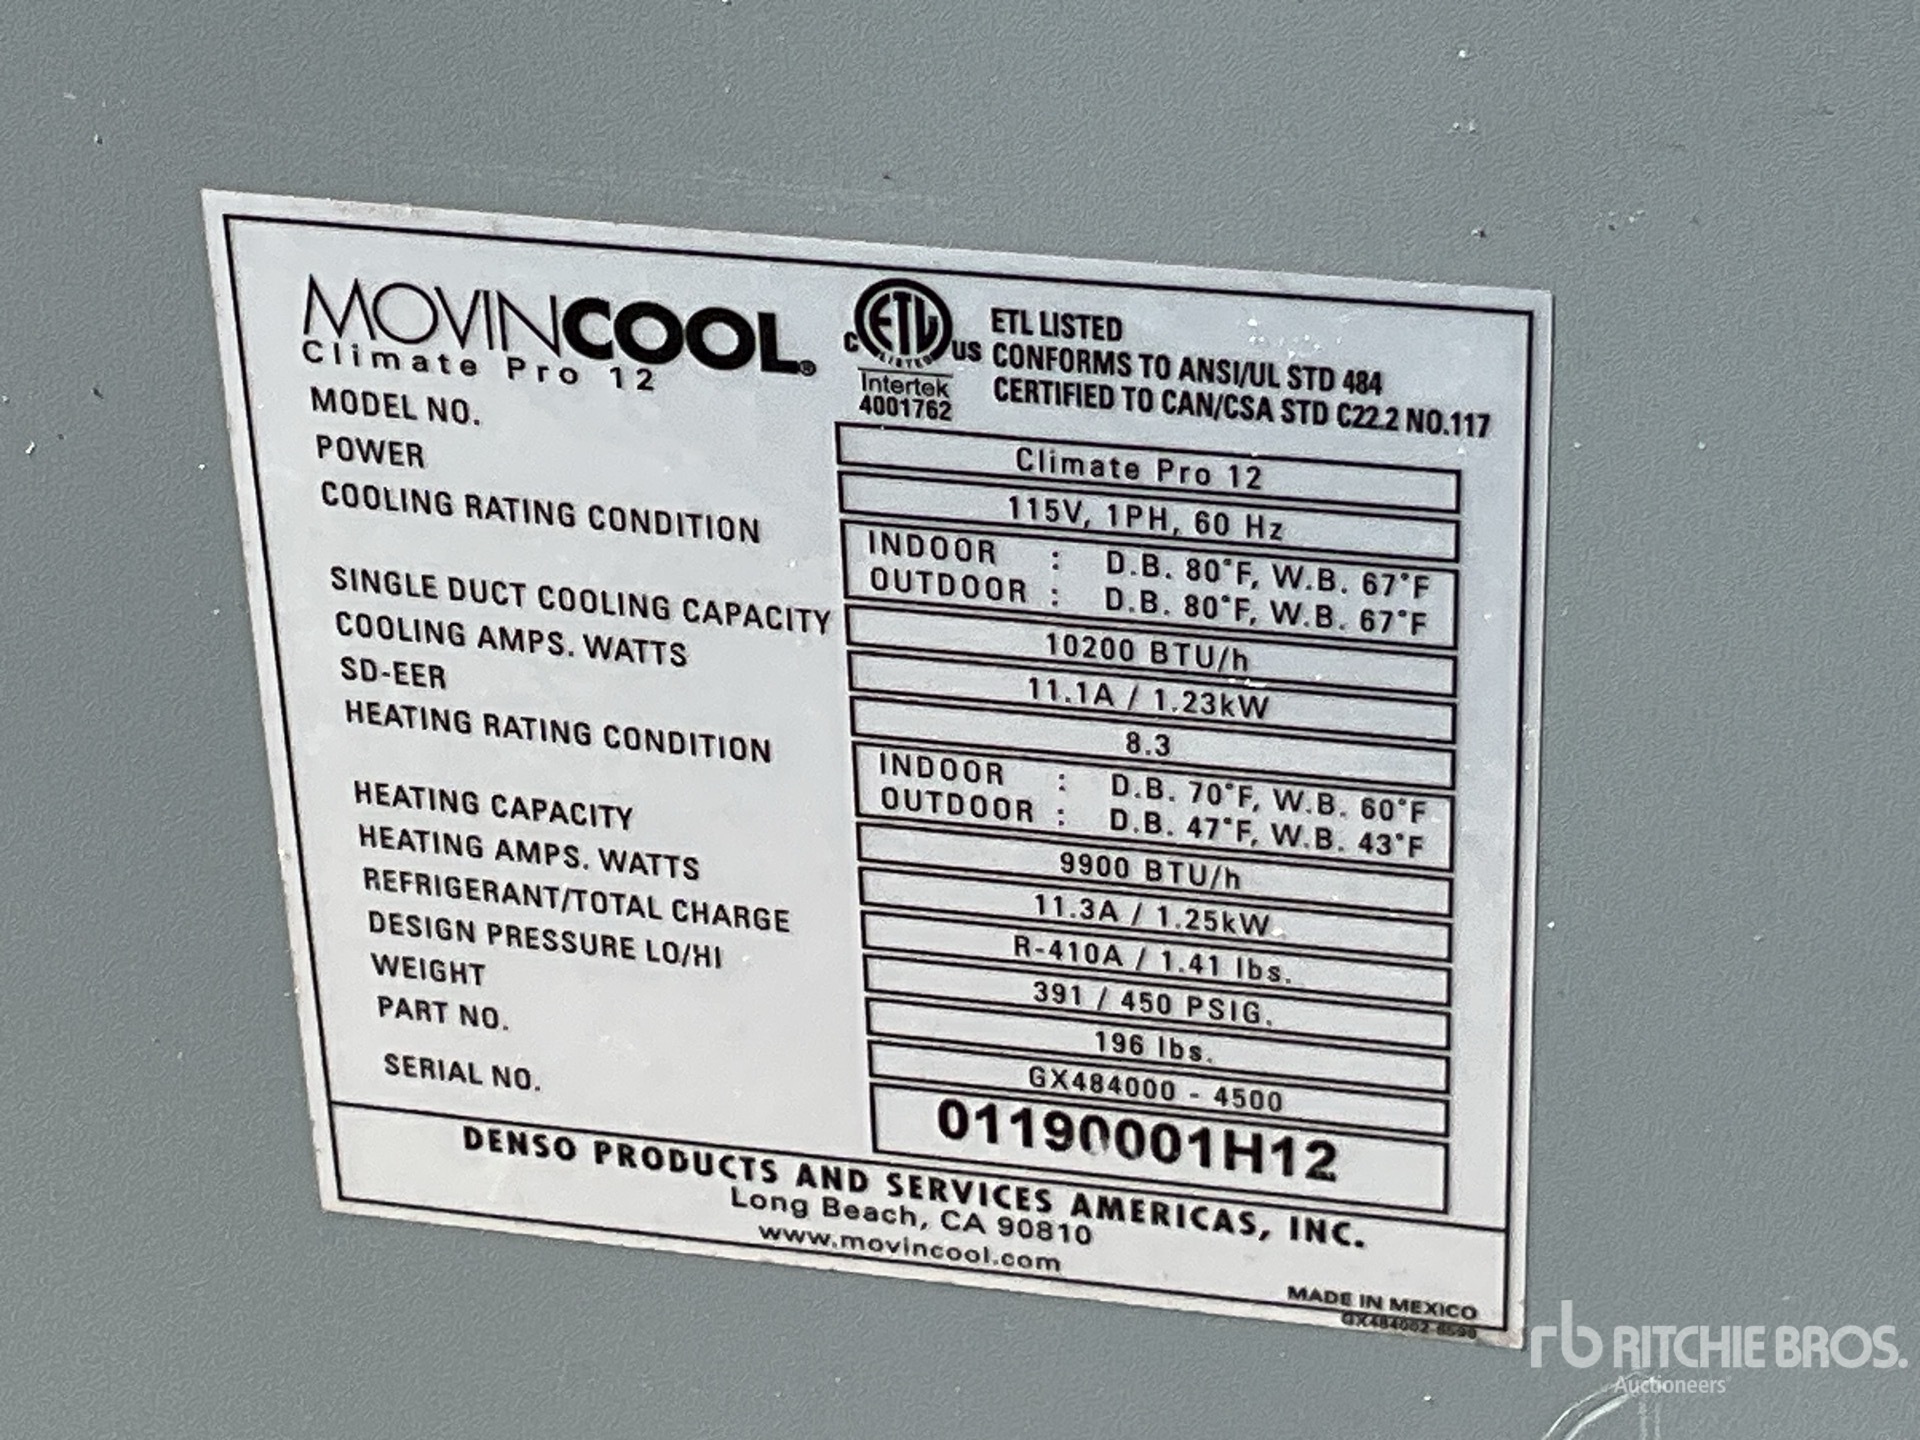 MOVINCOOL®
Climate Pro 12
C ETL LISTED US
Intertek
4001762
ETL LISTED
CONFORMS TO ANSI/UL STD 484
CERTIFIED TO CAN/CSA STD C22.2 NO.117
MODEL NO. Climate Pro 12
POWER 115V, 1PH, 60 Hz
COOLING RATING CONDITION INDOOR : D.B. 80°F, W.B. 67°F
OUTDOOR : D.B. 80°F, W.B. 67°F
SINGLE DUCT COOLING CAPACITY 10200 BTU/h
COOLING AMPS. WATTS 11.1A / 1.23kW
SD-EER 8.3
HEATING RATING CONDITION INDOOR : D.B. 70°F, W.B. 60°F
OUTDOOR : D.B. 47°F, W.B. 43°F
HEATING CAPACITY 9900 BTU/h
HEATING AMPS. WATTS 11.3A / 1.25kW
REFRIGERANT/TOTAL CHARGE R-410A / 1.41 lbs.
DESIGN PRESSURE LO/HI 391 / 450 PSIG.
WEIGHT 196 lbs.
PART NO. GX484000 - 4500
SERIAL NO. 01190001H12
DENSO PRODUCTS AND SERVICES AMERICAS, INC.
Long Beach, CA 90810
www.movincool.com
MADE IN MEXICO
rb RITCHIE BROS.
Auctioneers